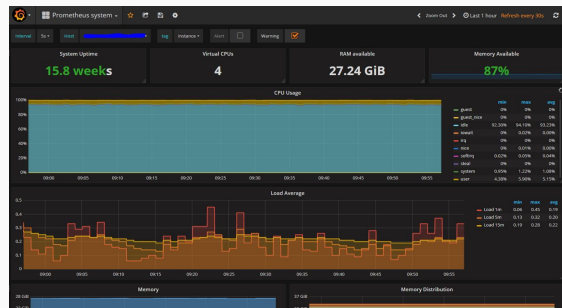 Prometheus system
Zoom Out
Last 1 hour Refresh every 30s
Interval 5s Host tag Instance Alert Warning
System Uptime
Virtual CPUs
RAM available
Memory Available
15.8 weeks
4
27.24 GiB
87%
CPU Usage
100%
80%
60%
40%
20%
0%
09:00 09:05 09:10 09:15 09:20 09:25 09:30 09:35 09:40 09:45 09:50 09:55
min max avg
guest 0% 0% 0%
guest_nice 0% 0% 0%
idle 92.30% 94.10% 93.23%
iowait 0% 0.02% 0.00%
irq 0% 0% 0%
nice 0% 0.01% 0.00%
softirq 0.02% 0.05% 0.04%
steal 0% 0% 0%
system 0.95% 1.22% 1.08%
user 4.38% 5.98% 5.15%
Load Average
0.5
0.4
0.3
0.2
0.1
0
09:00 09:05 09:10 09:15 09:20 09:25 09:30 09:35 09:40 09:45 09:50 09:55
min max avg
Load 1m 0.06 0.45 0.19
Load 5m 0.13 0.32 0.20
Load 15m 0.19 0.28 0.22
Memory
Memory Distribution
28 GiB
37 GiB